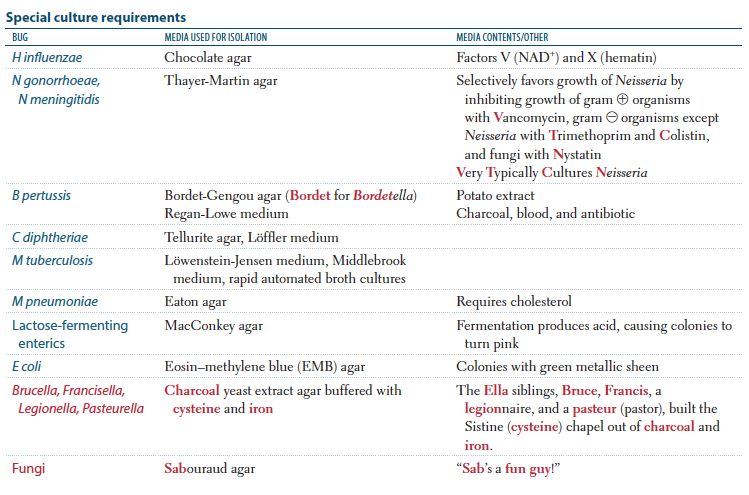 Special culture requirements
BUG MEDIA USED FOR ISOLATION MEDIA CONTENTS/OTHER
H influenzae Chocolate agar Factors V (NAD⁺) and X (hematin)
N gonorrhoeae, Thayer-Martin agar Selectively favors growth of Neisseria by
N meningitidis inhibiting growth of gram ⊕ organisms
with Vancomycin, gram ⊖ organisms except
Neisseria with Trimethoprim and Colistin,
and fungi with Nystatin
Very Typically Cultures Neisseria
B pertussis Bordet-Gengou agar (Bordet for Bordetella) Potato extract
Regan-Lowe medium Charcoal, blood, and antibiotic
C diphtheriae Tellurite agar, Löffler medium
M tuberculosis Löwenstein-Jensen medium, Middlebrook
medium, rapid automated broth cultures
M pneumoniae Eaton agar Requires cholesterol
Lactose-fermenting MacConkey agar Fermentation produces acid, causing colonies to
enterics turn pink
E coli Eosin–methylene blue (EMB) agar Colonies with green metallic sheen
Brucella, Francisella, Charcoal yeast extract agar buffered with The Ella siblings, Bruce, Francis, a
Legionella, Pasteurella cysteine and iron legionnaire, and a pasteur (pastor), built the
Sistine (cysteine) chapel out of charcoal and
iron.
Fungi Sabouraud agar “Sab’s a fun guy!”